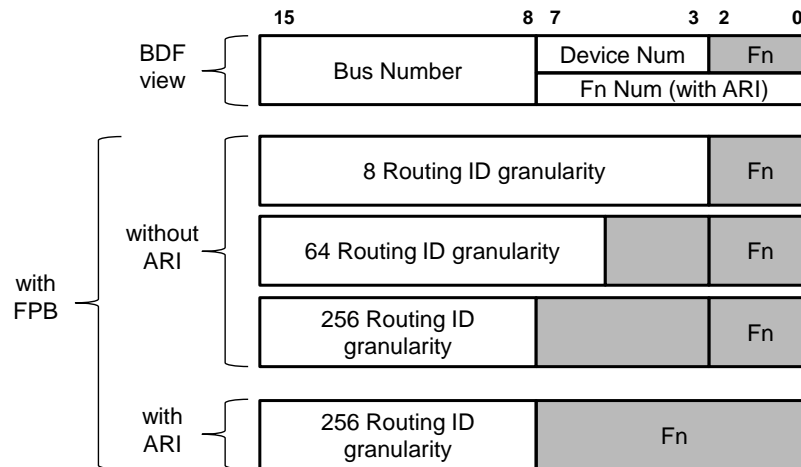 15 8 7 3 2 0
BDF
view
Bus Number
Device Num
Fn
Fn Num (with ARI)
with
FPB
without
ARI
8 Routing ID granularity
Fn
64 Routing ID granularity
Fn
256 Routing ID
granularity
Fn
with
ARI
256 Routing ID
granularity
Fn